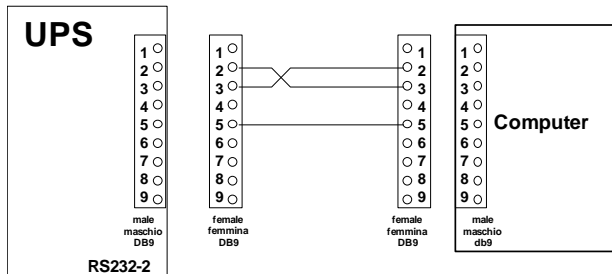 UPS
1 1 1 1
2 2 2 2
3 3 3 3
4 4 4 4
5 5 5 5
Computer
6 6 6 6
7 7 7 7
8 8 8 8
9 9 9 9
male female female male
maschio femmina femmina maschio
DB9 DB9 DB9 db9
RS232-2